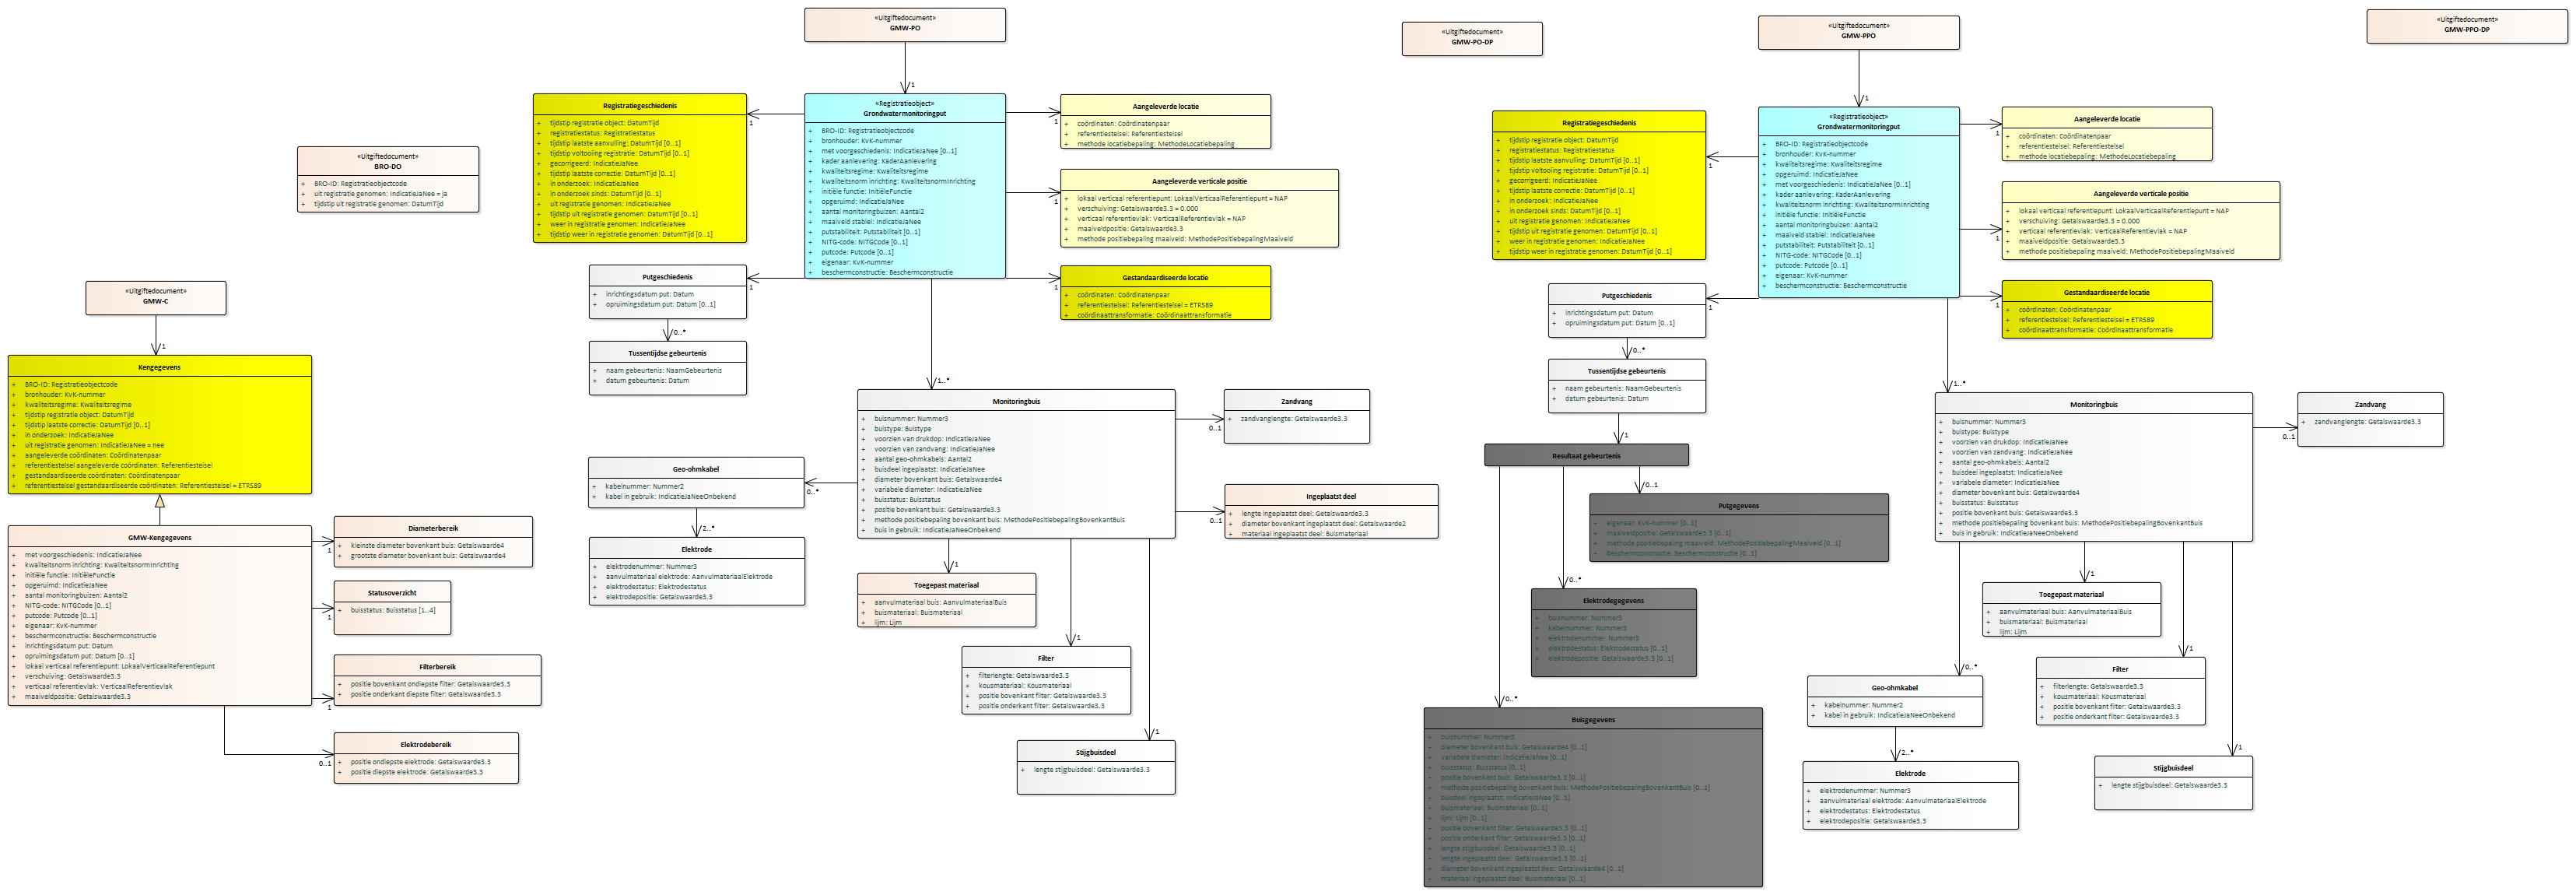 «Uitgiftedocument»
GMW-C
1
Kengegevens
+ BRO-ID: Registratieobjectcode
+ bronhouder: KvK-nummer
+ kwaliteitsregime: Kwaliteitsregime
+ tijdstip registratie object: DatumTijd
+ tijdstip laatste correctie: DatumTijd [0..1]
+ in onderzoek: IndicatieJaNee
+ uit registratie genomen: IndicatieJaNee = nee
+ aangeleverde coördinaten: Coördinatenpaar
+ referentiestelsel aangeleverde coördinaten: Referentiestelsel
+ gestandaardiseerde coördinaten: Coördinatenpaar
+ referentiestelsel gestandaardiseerde coördinaten: Referentiestelsel = ETRS89
GMW-Kengegevens
+ met voorgeschiedenis: IndicatieJaNee
+ kwaliteitsnorm inrichting: KwaliteitsnormInrichting
+ initiële functie: InitiëleFunctie
+ opgeruimd: IndicatieJaNee
+ aantal monitoringbuizen: Aantal2
+ NITG-code: NITGCode [0..1]
+ putcode: Putcode [0..1]
+ eigenaar: KvK-nummer
+ beschermconstructie: Beschermconstructie
+ inrichtingsdatum put: Datum
+ opruimingsdatum put: Datum [0..1]
+ lokaal verticaal referentiepunt: LokaalVerticaalReferentiepunt
+ verschuiving: Getalswaarde3.3
+ verticaal referentievlak: VerticaalReferentievlak
+ maaiveldpositie: Getalswaarde3.3
1
Diameterbereik
+ kleinste diameter bovenkant buis: Getalswaarde4
+ grootste diameter bovenkant buis: Getalswaarde4
1
Statusoverzicht
+ buisstatus: Buisstatus [1..4]
1
Filterbereik
+ positie bovenkant ondiepste filter: Getalswaarde3.3
+ positie onderkant diepste filter: Getalswaarde3.3
0..1
Elektrodebereik
+ positie ondiepste elektrode: Getalswaarde3.3
+ positie diepste elektrode: Getalswaarde3.3
«Uitgiftedocument»
BRO-DO
+ BRO-ID: Registratieobjectcode
+ uit registratie genomen: IndicatieJaNee = ja
+ tijdstip uit registratie genomen: DatumTijd
«Uitgiftedocument»
GMW-PO
1
Registratiegeschiedenis
+ tijdstip registratie object: DatumTijd
+ registratiestatus: Registratiestatus
+ tijdstip laatste aanvulling: DatumTijd [0..1]
+ tijdstip voltooiing registratie: DatumTijd [0..1]
+ gecorrigeerd: IndicatieJaNee
+ tijdstip laatste correctie: DatumTijd [0..1]
+ in onderzoek: IndicatieJaNee
+ in onderzoek sinds: DatumTijd [0..1]
+ uit registratie genomen: IndicatieJaNee
+ tijdstip uit registratie genomen: DatumTijd [0..1]
+ weer in registratie genomen: IndicatieJaNee
+ tijdstip weer in registratie genomen: DatumTijd [0..1]
1
«Registratieobject»
Grondwatermonitoringput
+ BRO-ID: Registratieobjectcode
+ bronhouder: KvK-nummer
+ met voorgeschiedenis: IndicatieJaNee [0..1]
+ kader aanlevering: KaderAanlevering
+ kwaliteitsregime: Kwaliteitsregime
+ kwaliteitsnorm inrichting: KwaliteitsnormInrichting
+ initiële functie: InitiëleFunctie
+ opgeruimd: IndicatieJaNee
+ aantal monitoringbuizen: Aantal2
+ maaiveld stabiel: IndicatieJaNee
+ putstabiliteit: Putstabiliteit [0..1]
+ NITG-code: NITGCode [0..1]
+ putcode: Putcode [0..1]
+ eigenaar: KvK-nummer
+ beschermconstructie: Beschermconstructie
1
Aangeleverde locatie
+ coördinaten: Coördinatenpaar
+ referentiestelsel: Referentiestelsel
+ methode locatiebepaling: MethodeLocatiebepaling
1
Aangeleverde verticale positie
+ lokaal verticaal referentiepunt: LokaalVerticaalReferentiepunt = NAP
+ verschuiving: Getalswaarde3.3 = 0.000
+ verticaal referentievlak: VerticaalReferentievlak = NAP
+ maaiveldpositie: Getalswaarde3.3
+ methode positiebepaling maaiveld: MethodePositiebepalingMaaiveld
1
Gestandaardiseerde locatie
+ coördinaten: Coördinatenpaar
+ referentiestelsel: Referentiestelsel = ETRS89
+ coördinaattransformatie: Coördinaattransformatie
1
Putgeschiedenis
+ inrichtingsdatum put: Datum
+ opruimingsdatum put: Datum [0..1]
0..*
Tussentijdse gebeurtenis
+ naam gebeurtenis: NaamGebeurtenis
+ datum gebeurtenis: Datum
1..*
Monitoringbuis
+ buisnummer: Nummer3
+ buistype: Buistype
+ voorzien van drukdop: IndicatieJaNee
+ voorzien van zandvang: IndicatieJaNee
+ aantal geo-ohmkabels: Aantal2
+ buisdeel ingeplaatst: IndicatieJaNee
+ diameter bovenkant buis: Getalswaarde4
+ variabele diameter: IndicatieJaNee
+ buisstatus: Buisstatus
+ positie bovenkant buis: Getalswaarde3.3
+ methode positiebepaling bovenkant buis: MethodePositiebepalingBovenkantBuis
+ buis in gebruik: IndicatieJaNeeOnbekend
0..1
Zandvang
+ zandvanglengte: Getalswaarde3.3
0..1
Ingeplaatst deel
+ lengte ingeplaatst deel: Getalswaarde3.3
+ diameter bovenkant ingeplaatst deel: Getalswaarde2
+ materiaal ingeplaatst deel: Buismateriaal
0..*
Geo-ohmkabel
+ kabelnummer: Nummer2
+ kabel in gebruik: IndicatieJaNeeOnbekend
2..*
Elektrode
+ elektrodenummer: Nummer3
+ aanvulmateriaal elektrode: AanvulmateriaalElektrode
+ elektrodestatus: Elektrodestatus
+ elektrodepositie: Getalswaarde3.3
1
Toegepast materiaal
+ aanvulmateriaal buis: AanvulmateriaalBuis
+ buismateriaal: Buismateriaal
+ lijm: Lijm
1
Filter
+ filterlengte: Getalswaarde3.3
+ kousmateriaal: Kousmateriaal
+ positie bovenkant filter: Getalswaarde3.3
+ positie onderkant filter: Getalswaarde3.3
1
Stijgbuisdeel
+ lengte stijgbuisdeel: Getalswaarde3.3
«Uitgiftedocument»
GMW-PO-DP
«Uitgiftedocument»
GMW-PPO
1
Registratiegeschiedenis
+ tijdstip registratie object: DatumTijd
+ registratiestatus: Registratiestatus
+ tijdstip laatste aanvulling: DatumTijd [0..1]
+ tijdstip voltooiing registratie: DatumTijd [0..1]
+ gecorrigeerd: IndicatieJaNee
+ tijdstip laatste correctie: DatumTijd [0..1]
+ in onderzoek: IndicatieJaNee
+ in onderzoek sinds: DatumTijd [0..1]
+ uit registratie genomen: IndicatieJaNee
+ tijdstip uit registratie genomen: DatumTijd [0..1]
+ weer in registratie genomen: IndicatieJaNee
+ tijdstip weer in registratie genomen: DatumTijd [0..1]
1
«Registratieobject»
Grondwatermonitoringput
+ BRO-ID: Registratieobjectcode
+ bronhouder: KvK-nummer
+ kwaliteitsregime: Kwaliteitsregime
+ opgeruimd: IndicatieJaNee
+ met voorgeschiedenis: IndicatieJaNee [0..1]
+ kader aanlevering: KaderAanlevering
+ kwaliteitsnorm inrichting: KwaliteitsnormInrichting
+ initiële functie: InitiëleFunctie
+ aantal monitoringbuizen: Aantal2
+ maaiveld stabiel: IndicatieJaNee
+ putstabiliteit: Putstabiliteit [0..1]
+ NITG-code: NITGCode [0..1]
+ putcode: Putcode [0..1]
+ eigenaar: KvK-nummer
+ beschermconstructie: Beschermconstructie
1
Aangeleverde locatie
+ coördinaten: Coördinatenpaar
+ referentiestelsel: Referentiestelsel
+ methode locatiebepaling: MethodeLocatiebepaling
1
Aangeleverde verticale positie
+ lokaal verticaal referentiepunt: LokaalVerticaalReferentiepunt = NAP
+ verschuiving: Getalswaarde3.3 = 0.000
+ verticaal referentievlak: VerticaalReferentievlak = NAP
+ maaiveldpositie: Getalswaarde3.3
+ methode positiebepaling maaiveld: MethodePositiebepalingMaaiveld
1
Gestandaardiseerde locatie
+ coördinaten: Coördinatenpaar
+ referentiestelsel: Referentiestelsel = ETRS89
+ coördinaattransformatie: Coördinaattransformatie
1
Putgeschiedenis
+ inrichtingsdatum put: Datum
+ opruimingsdatum put: Datum [0..1]
0..*
Tussentijdse gebeurtenis
+ naam gebeurtenis: NaamGebeurtenis
+ datum gebeurtenis: Datum
1
Resultaat gebeurtenis
0..1
Putgegevens
+ eigenaar: KvK-nummer [0..1]
+ maaiveldpositie: Getalswaarde3.3 [0..1]
+ methode positiebepaling maaiveld: MethodePositiebepalingMaaiveld [0..1]
+ beschermconstructie: Beschermconstructie [0..1]
0..*
Elektrodegegevens
+ buisnummer: Nummer3
+ kabelnummer: Nummer3
+ elektrodenummer: Nummer3
+ elektrodestatus: Elektrodestatus [0..1]
+ elektrodepositie: Getalswaarde3.3 [0..1]
0..*
Buisgegevens
+ buisnummer: Nummer3
+ diameter bovenkant buis: Getalswaarde4 [0..1]
+ variabele diameter: IndicatieJaNee [0..1]
+ buisstatus: Buisstatus [0..1]
+ positie bovenkant buis: Getalswaarde3.3 [0..1]
+ methode positiebepaling bovenkant buis: MethodePositiebepalingBovenkantBuis [0..1]
+ buisdeel ingeplaatst: IndicatieJaNee [0..1]
+ buismateriaal: Buismateriaal [0..1]
+ lijm: Lijm [0..1]
+ positie bovenkant filter: Getalswaarde3.3 [0..1]
+ positie onderkant filter: Getalswaarde3.3 [0..1]
+ lengte stijgbuisdeel: Getalswaarde3.3 [0..1]
+ lengte ingeplaatst deel: Getalswaarde3.3 [0..1]
+ diameter bovenkant ingeplaatst deel: Getalswaarde4 [0..1]
+ materiaal ingeplaatst deel: Buismateriaal [0..1]
1..*
Monitoringbuis
+ buisnummer: Nummer3
+ buistype: Buistype
+ voorzien van drukdop: IndicatieJaNee
+ voorzien van zandvang: IndicatieJaNee
+ aantal geo-ohmkabels: Aantal2
+ buisdeel ingeplaatst: IndicatieJaNee
+ variabele diameter: IndicatieJaNee
+ diameter bovenkant buis: Getalswaarde4
+ buisstatus: Buisstatus
+ positie bovenkant buis: Getalswaarde3.3
+ methode positiebepaling bovenkant buis: MethodePositiebepalingBovenkantBuis
+ buis in gebruik: IndicatieJaNeeOnbekend
0..1
Zandvang
+ zandvanglengte: Getalswaarde3.3
1
Toegepast materiaal
+ aanvulmateriaal buis: AanvulmateriaalBuis
+ buismateriaal: Buismateriaal
+ lijm: Lijm
1
Filter
+ filterlengte: Getalswaarde3.3
+ kousmateriaal: Kousmateriaal
+ positie bovenkant filter: Getalswaarde3.3
+ positie onderkant filter: Getalswaarde3.3
0..*
Geo-ohmkabel
+ kabelnummer: Nummer2
+ kabel in gebruik: IndicatieJaNeeOnbekend
2..*
Elektrode
+ elektrodenummer: Nummer3
+ aanvulmateriaal elektrode: AanvulmateriaalElektrode
+ elektrodestatus: Elektrodestatus
+ elektrodepositie: Getalswaarde3.3
1
Stijgbuisdeel
+ lengte stijgbuisdeel: Getalswaarde3.3
«Uitgiftedocument»
GMW-PPO-DP